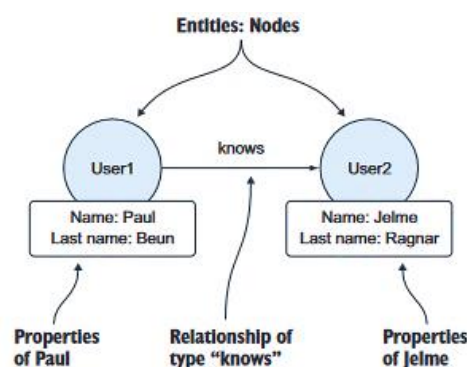 Entities: Nodes
knows
User1
User2
Name: Paul
Last name: Beun
Name: Jelme
Last name: Ragnar
Properties
of Paul
Relationship of
type “knows”
Properties
of Jelme